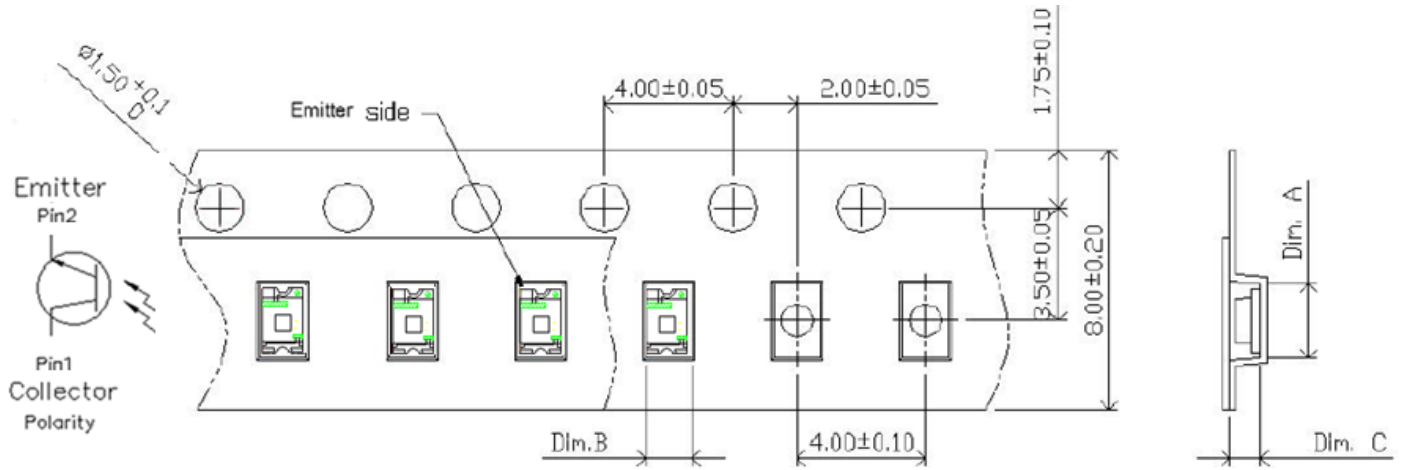 ø1.50 +0.1
0
Emitter side
4.00±0.05
2.00±0.05
1.75±0.10
Emitter
Pin2
Pin1
Collector
Polarity
3.50±0.05
8.00±0.20
Dim. A
Dim.B
4.00±0.10
Dim. C